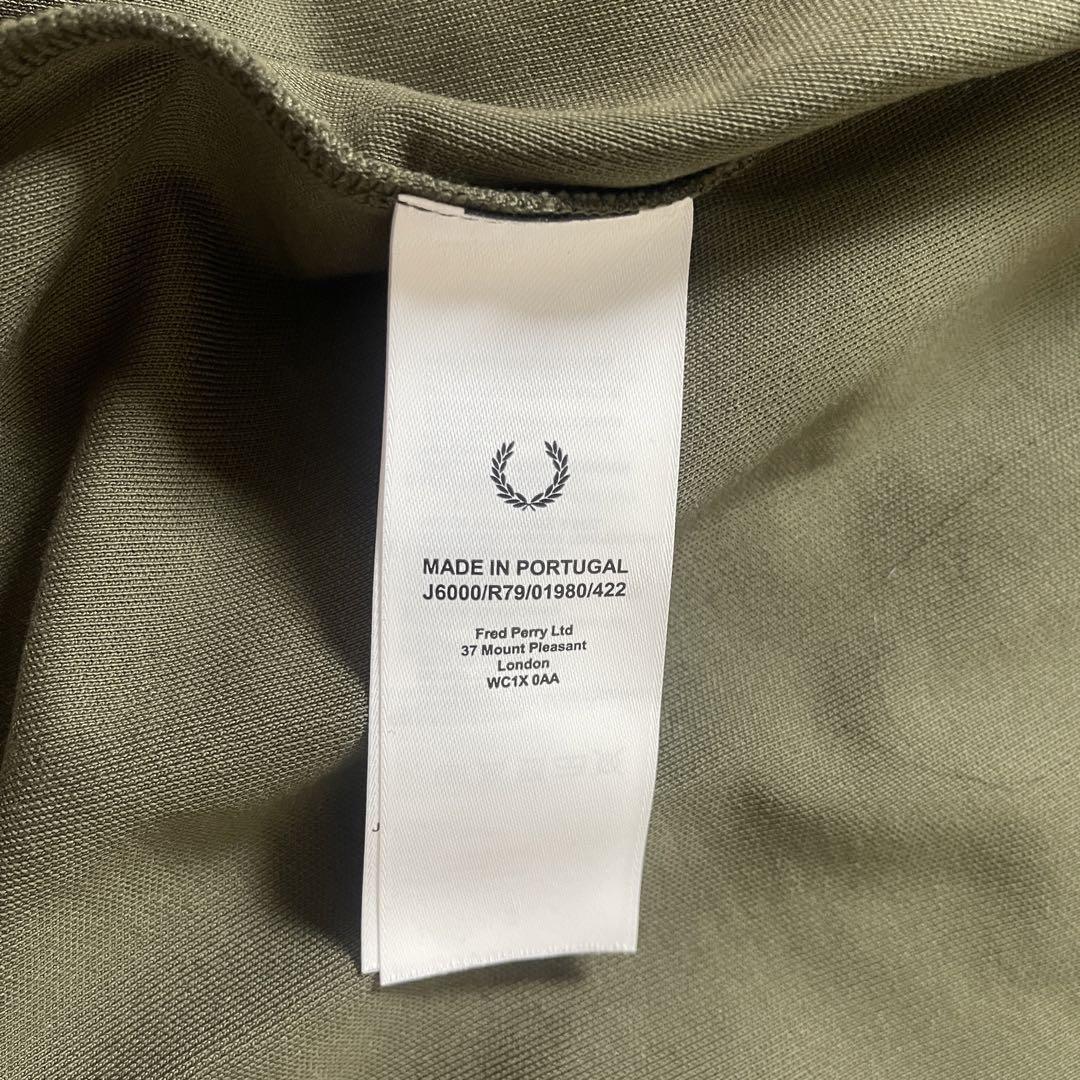 MADE IN PORTUGAL
J6000/R79/01980/422
Fred Perry Ltd
37 Mount Pleasant
London
WC1X 0AA
J